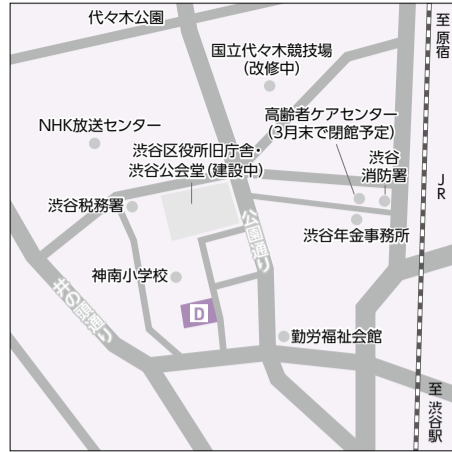 代々木公園
至 原宿
国立代々木競技場
(改修中)
高齢者ケアセンター
(3月末で閉館予定)
NHK放送センター
渋谷区役所旧庁舎・
渋谷公会堂(建設中)
渋谷
消防署
JR
渋谷税務署
公園通り
渋谷年金事務所
神南小学校
井の頭通り
D
勤労福祉会館
至 渋谷駅